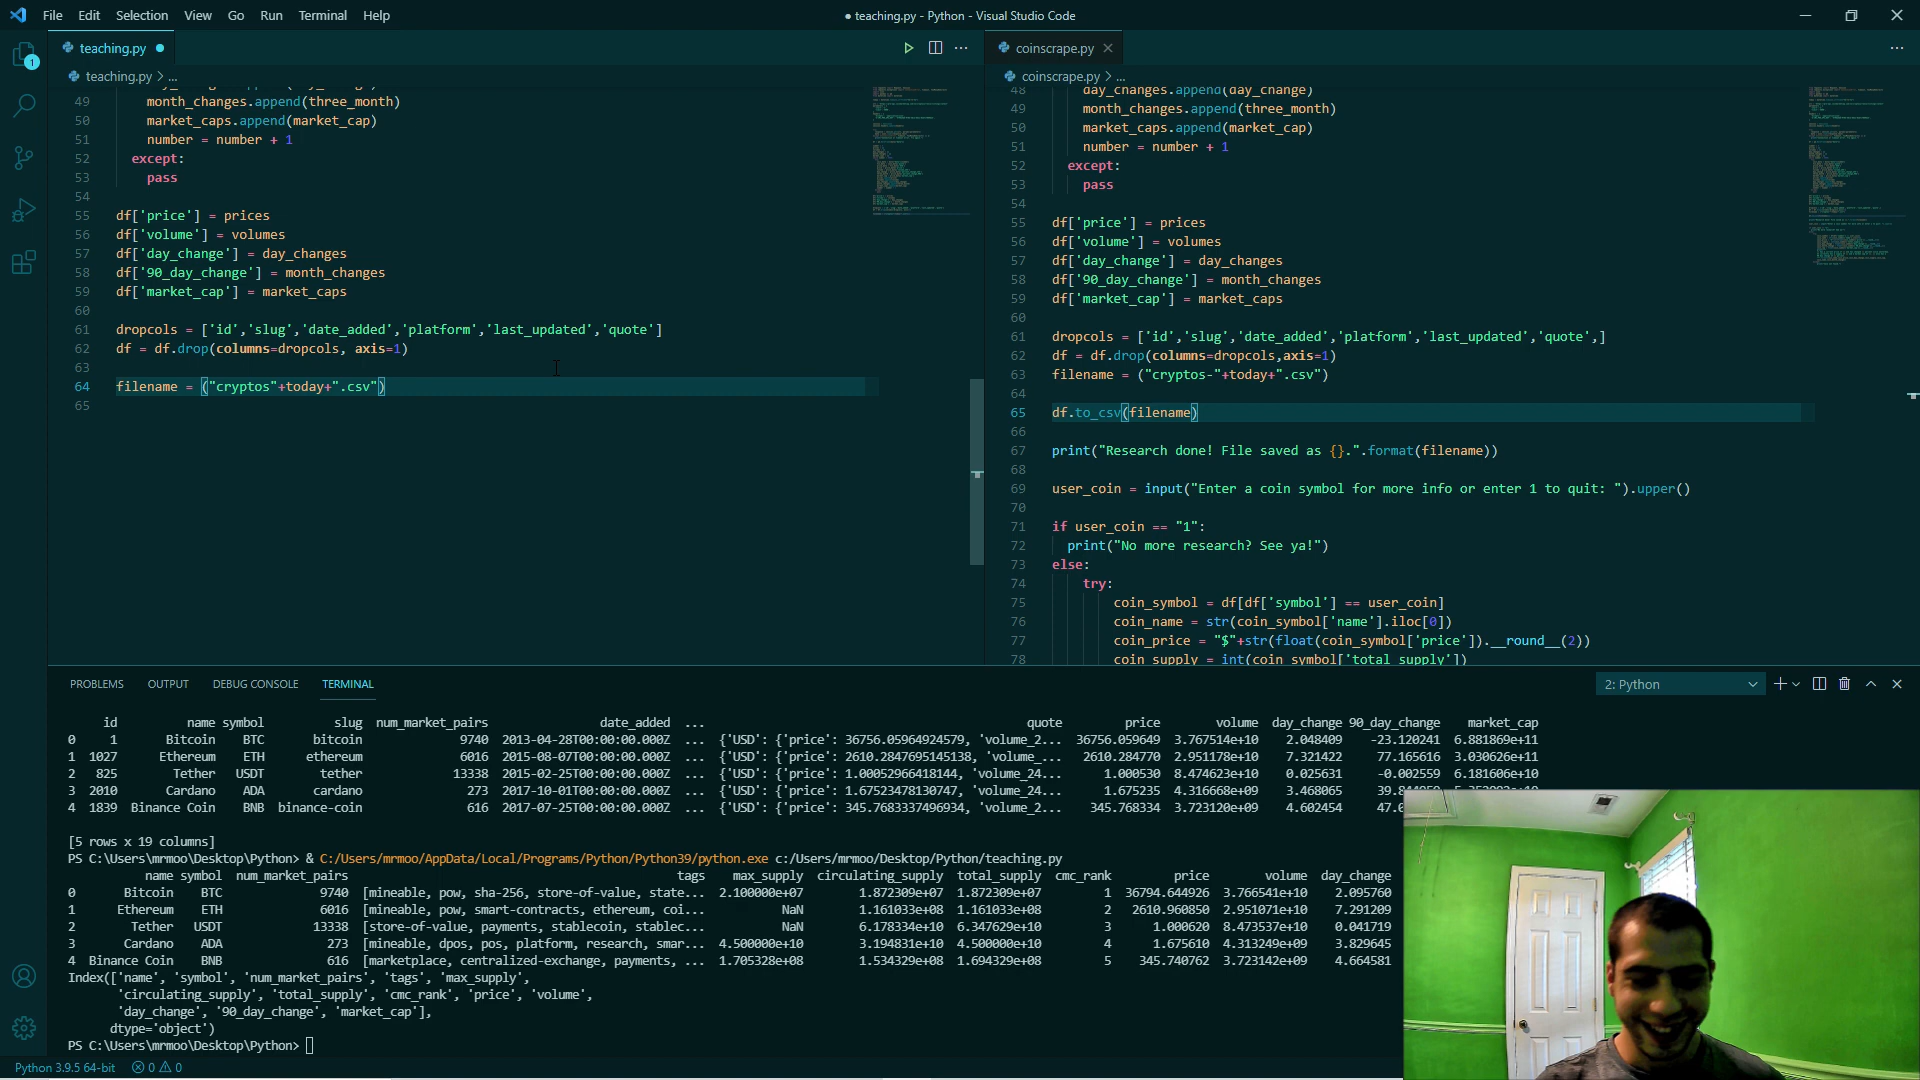 File Edit Selection View Go Run Terminal Help
● teaching.py - Python - Visual Studio Code
1
teaching.py ●
teaching.py > ...
49 month_changes.append(three_month)
50 market_caps.append(market_cap)
51 number = number + 1
52 except:
53 pass
54
55 df['price'] = prices
56 df['volume'] = volumes
57 df['day_change'] = day_changes
58 df['90_day_change'] = month_changes
59 df['market_cap'] = market_caps
60
61 dropcols = ['id','slug','date_added','platform','last_updated','quote']
62 df = df.drop(columns=dropcols, axis=1)
63
64 filename = ("cryptos"+today+".csv")
65
coinscrape.py
coinscrape.py > ...
48 day_changes.append(day_change)
49 month_changes.append(three_month)
50 market_caps.append(market_cap)
51 number = number + 1
52 except:
53 pass
54
55 df['price'] = prices
56 df['volume'] = volumes
57 df['day_change'] = day_changes
58 df['90_day_change'] = month_changes
59 df['market_cap'] = market_caps
60
61 dropcols = ['id','slug','date_added','platform','last_updated','quote',]
62 df = df.drop(columns=dropcols,axis=1)
63 filename = ("cryptos-"+today+".csv")
64
65 df.to_csv(filename)
66
67 print("Research done! File saved as {}.".format(filename))
68
69 user_coin = input("Enter a coin symbol for more info or enter 1 to quit: ").upper()
70
71 if user_coin == "1":
72 print("No more research? See ya!")
73 else:
74 try:
75 coin_symbol = df[df['symbol'] == user_coin]
76 coin_name = str(coin_symbol['name'].iloc[0])
77 coin_price = "$"+str(float(coin_symbol['price']).__round__(2))
78 coin_supply = int(coin_symbol['total_supply'])
PROBLEMS OUTPUT DEBUG CONSOLE TERMINAL
2: Python
id name symbol slug num_market_pairs date_added ... quote price volume day_change 90_day_change market_cap
0 1 Bitcoin BTC bitcoin 9740 2013-04-28T00:00:00.000Z ... {'USD': {'price': 36756.05964924579, 'volume_2... 36756.059649 3.767514e+10 2.048409 -23.120241 6.881869e+11
1 1027 Ethereum ETH ethereum 6016 2015-08-07T00:00:00.000Z ... {'USD': {'price': 2610.2847695145138, 'volume_... 2610.284770 2.951178e+10 7.321422 77.165616 3.030626e+11
2 825 Tether USDT tether 13338 2015-02-25T00:00:00.000Z ... {'USD': {'price': 1.00052966418144, 'volume_24... 1.000530 8.474623e+10 0.025631 -0.002559 6.181606e+10
3 2010 Cardano ADA cardano 273 2017-10-01T00:00:00.000Z ... {'USD': {'price': 1.67523478130747, 'volume_24... 1.675235 4.316668e+09 3.468065
4 1839 Binance Coin BNB binance-coin 616 2017-07-25T00:00:00.000Z ... {'USD': {'price': 345.7683337496934, 'volume_2... 345.768334 3.723120e+09 4.602454 47.
[5 rows x 19 columns]
PS C:\Users\mrmoo\Desktop\Python> & C:/Users/mrmoo/AppData/Local/Programs/Python/Python39/python.exe c:/Users/mrmoo/Desktop/Python/teaching.py
name symbol num_market_pairs tags max_supply circulating_supply total_supply cmc_rank price volume day_change
0 Bitcoin BTC 9740 [mineable, pow, sha-256, store-of-value, state... 2.100000e+07 1.872309e+07 1.872309e+07 1 36794.644926 3.766541e+10 2.095760
1 Ethereum ETH 6016 [mineable, pow, smart-contracts, ethereum, coi... NaN 1.161033e+08 1.161033e+08 2 2610.960850 2.951071e+10 7.291209
2 Tether USDT 13338 [store-of-value, payments, stablecoin, stablec... NaN 6.178334e+10 6.347629e+10 3 1.000620 8.473537e+10 0.041719
3 Cardano ADA 273 [mineable, dpos, pos, platform, research, smar... 4.500000e+10 3.194831e+10 4.500000e+10 4 1.675610 4.313249e+09 3.829645
4 Binance Coin BNB 616 [marketplace, centralized-exchange, payments, ... 1.705328e+08 1.534329e+08 1.694329e+08 5 345.740762 3.723142e+09 4.664581
Index(['name', 'symbol', 'num_market_pairs', 'tags', 'max_supply',
'circulating_supply', 'total_supply', 'cmc_rank', 'price', 'volume',
'day_change', '90_day_change', 'market_cap'],
dtype='object')
PS C:\Users\mrmoo\Desktop\Python>
Python 3.9.5 64-bit 0 0